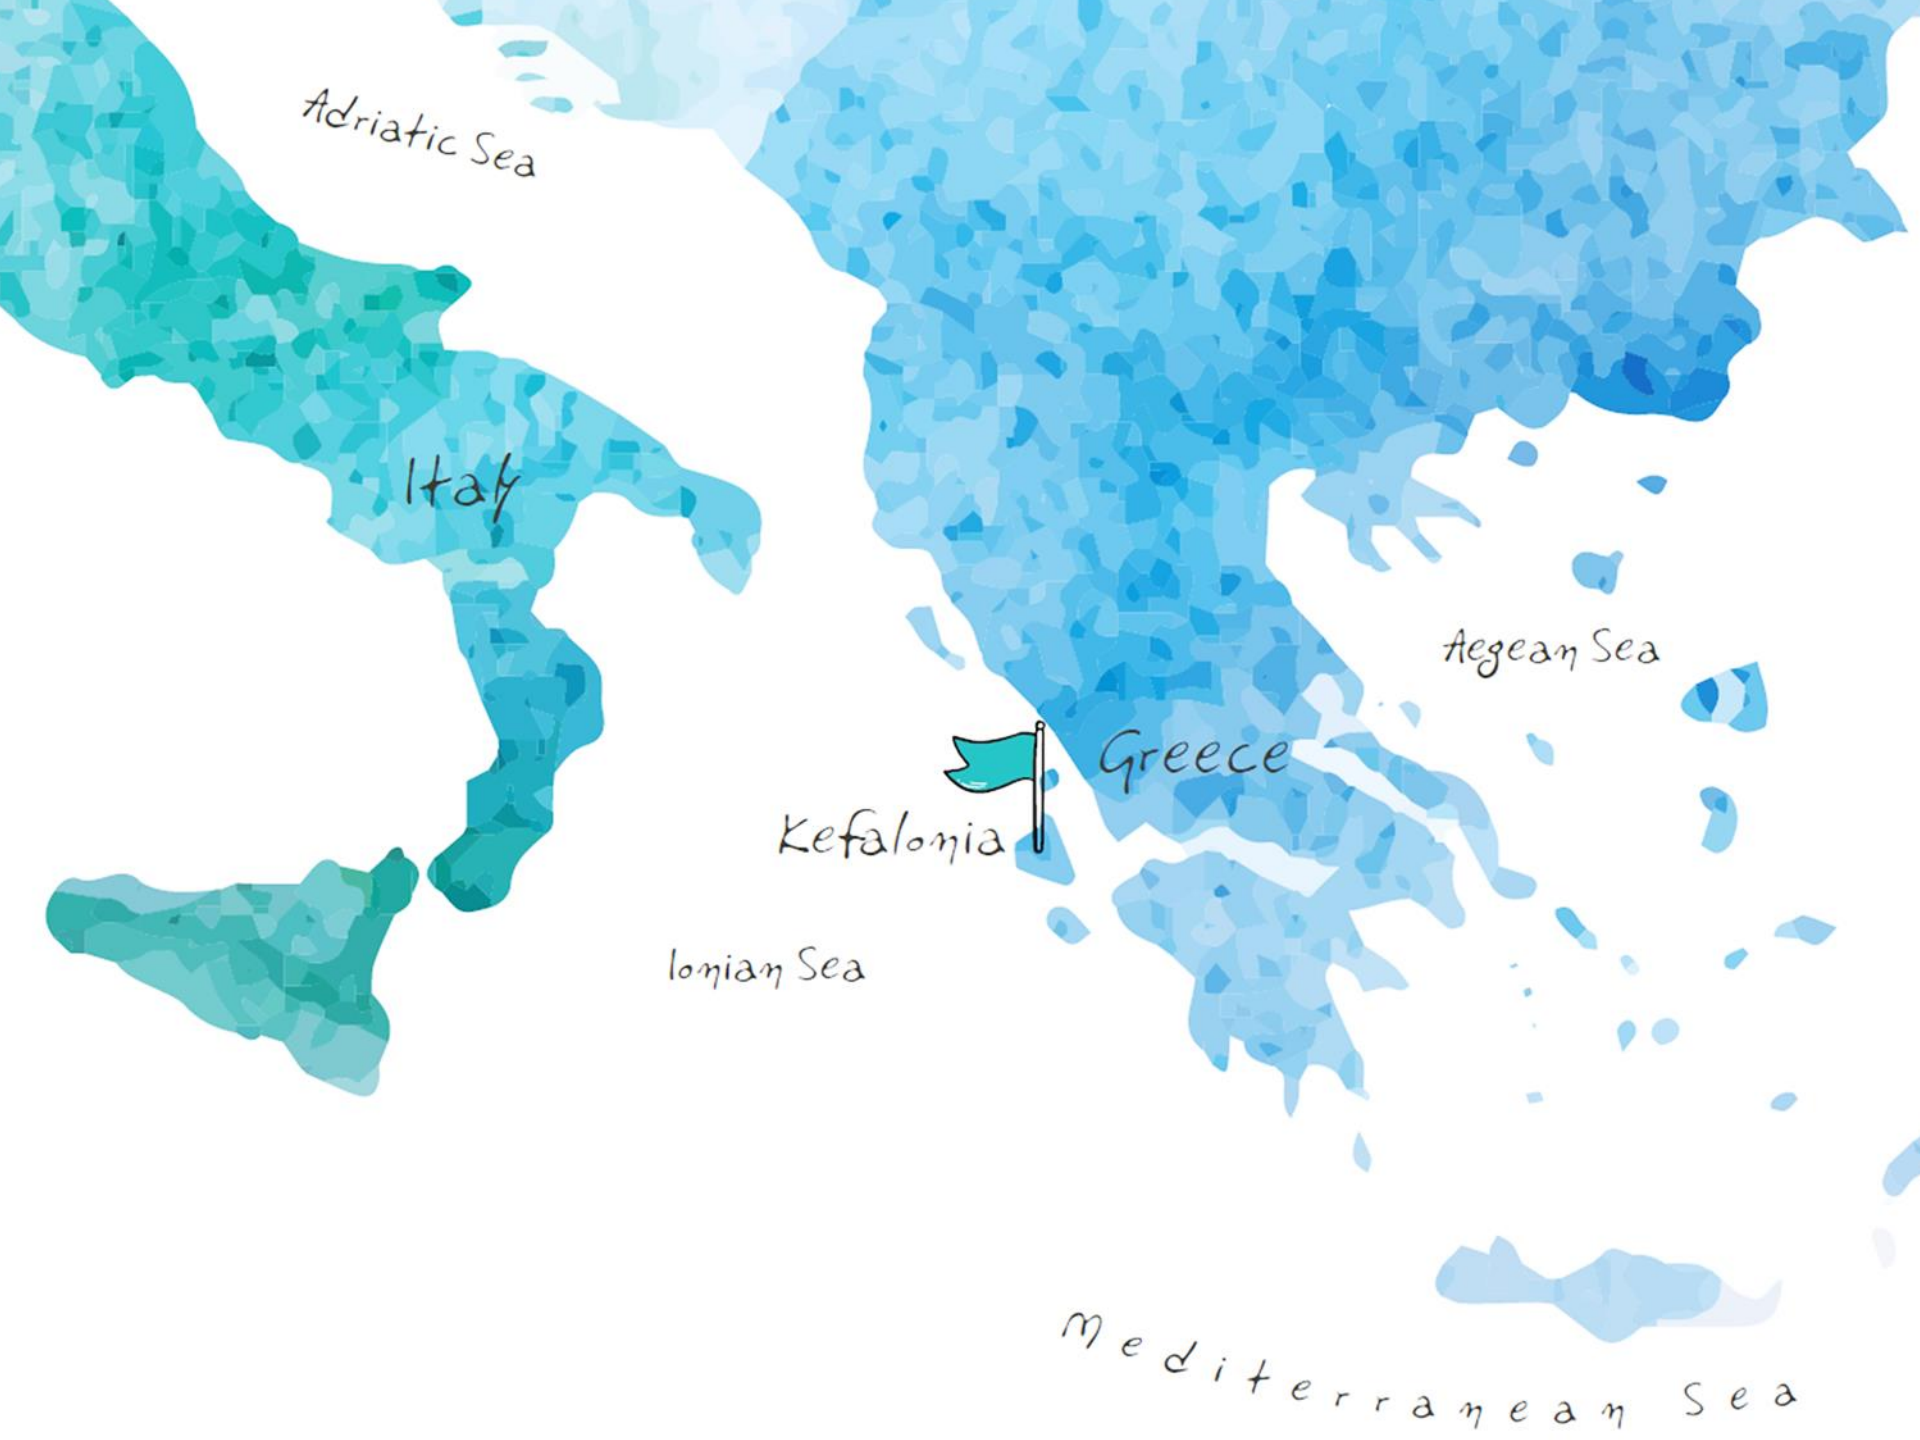 Adriatic Sea
Italy
Aegean Sea
Greece
Kefalonia
Ionian Sea
Mediterranean Sea